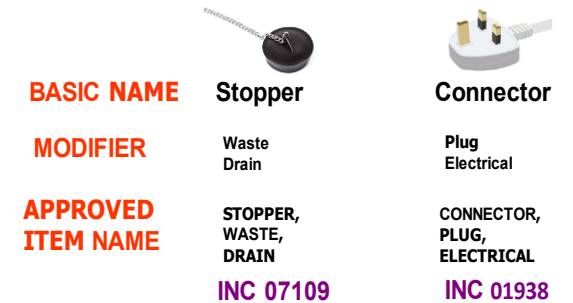 BASIC NAME Stopper Connector
MODIFIER
Waste
Drain
Plug
Electrical
APPROVED
ITEM NAME
STOPPER,
WASTE,
DRAIN
CONNECTOR,
PLUG,
ELECTRICAL
INC 07109 INC 01938